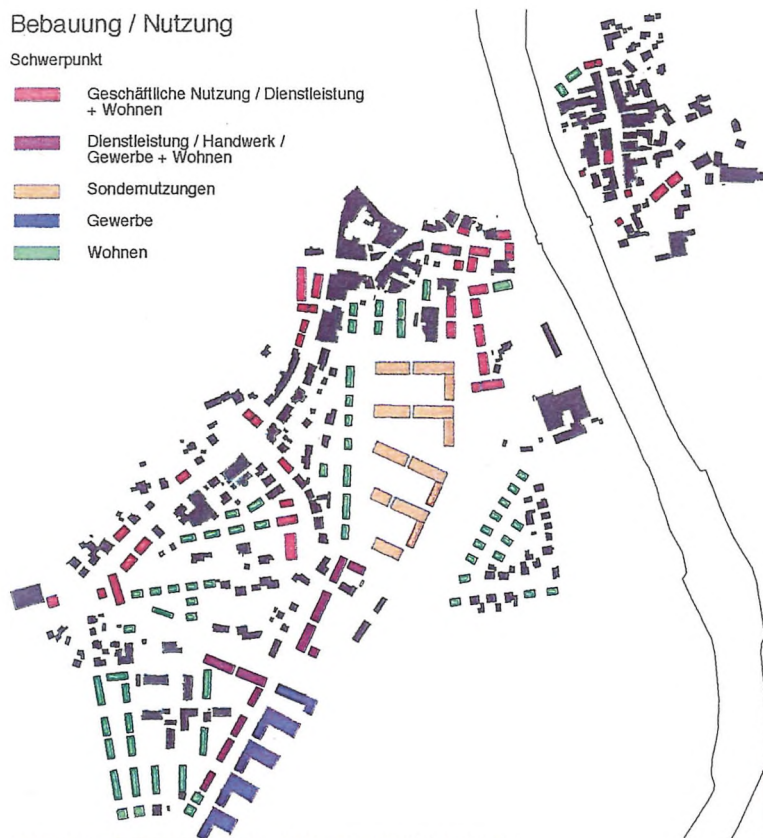 Bebauung / Nutzung
Schwerpunkt
Geschäftliche Nutzung / Dienstleistung
+ Wohnen
Dienstleistung / Handwerk /
Gewerbe + Wohnen
Sondernutzungen
Gewerbe
Wohnen